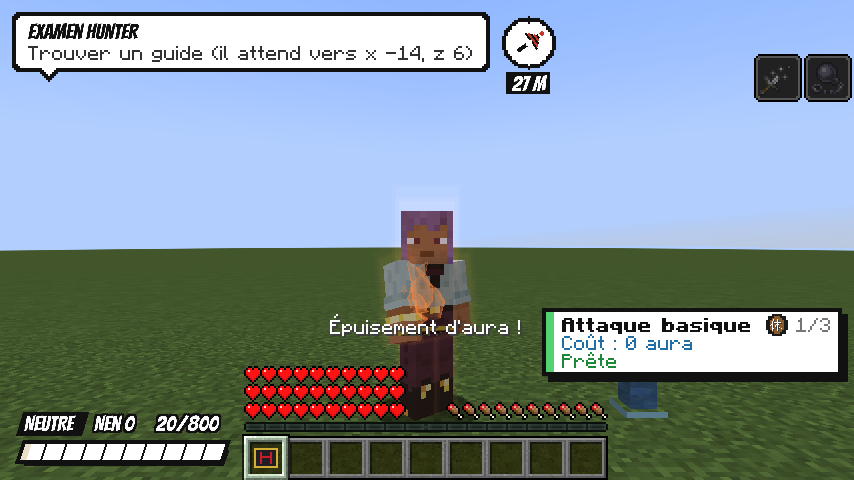 EXAMEN HUNTER
Trouver un guide (il attend vers x -14, z 6)
27 M
Épuisement d'aura !
Attaque basique 休 1/3
Coût : 0 aura
Prête
NEUTRE NEN 0 20/800
H